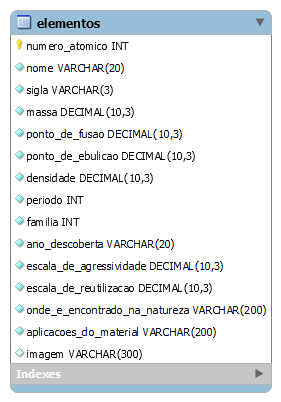 elementos
numero_atomico INT
nome VARCHAR(20)
sigla VARCHAR(3)
massa DECIMAL(10,3)
ponto_de_fusao DECIMAL(10,3)
ponto_de_ebulicao DECIMAL(10,3)
densidade DECIMAL(10,3)
periodo INT
familia INT
ano_descoberta VARCHAR(20)
escala_de_agressividade DECIMAL(10,3)
escala_de_reutilizacao DECIMAL(10,3)
onde_e_encontrado_na_natureza VARCHAR(200)
aplicacoes_do_material VARCHAR(200)
imagem VARCHAR(300)
Indexes